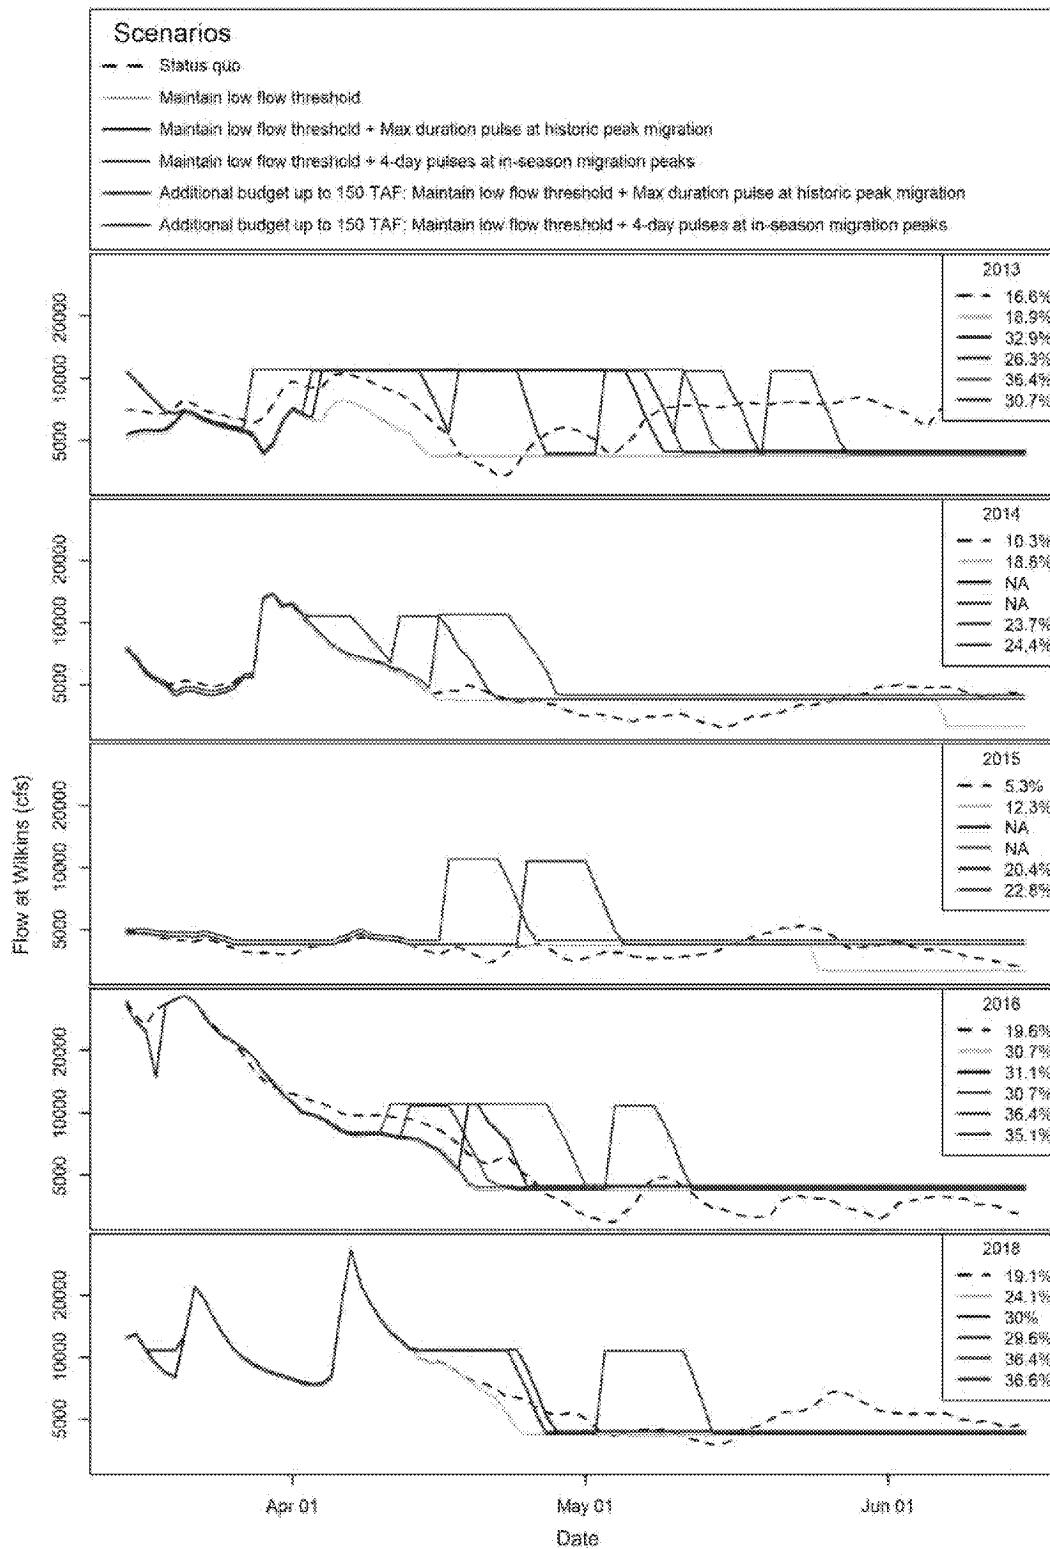 Scenarios
Status quo
Maintain low flow threshold
Maintain low flow threshold + Max duration pulse at historic peak migration
Maintain low flow threshold + 4-day pulses at in-season migration peaks
Additional budget up to 150 TAF: Maintain low flow threshold + Max duration pulse at historic peak migration
Additional budget up to 150 TAF: Maintain low flow threshold + 4-day pulses at in-season migration peaks
Flow at Wilkins (cfs)
20000
10000
5000
2013
16.6%
18.9%
32.9%
26.3%
36.4%
30.7%
20000
10000
5000
2014
10.3%
18.8%
NA
NA
23.7%
24.4%
20000
10000
5000
2015
5.3%
12.3%
NA
NA
20.4%
22.8%
20000
10000
5000
2016
19.6%
30.7%
31.1%
30.7%
36.4%
35.1%
20000
10000
5000
2018
19.1%
24.1%
30%
29.6%
36.4%
36.6%
Apr 01
May 01
Jun 01
Date